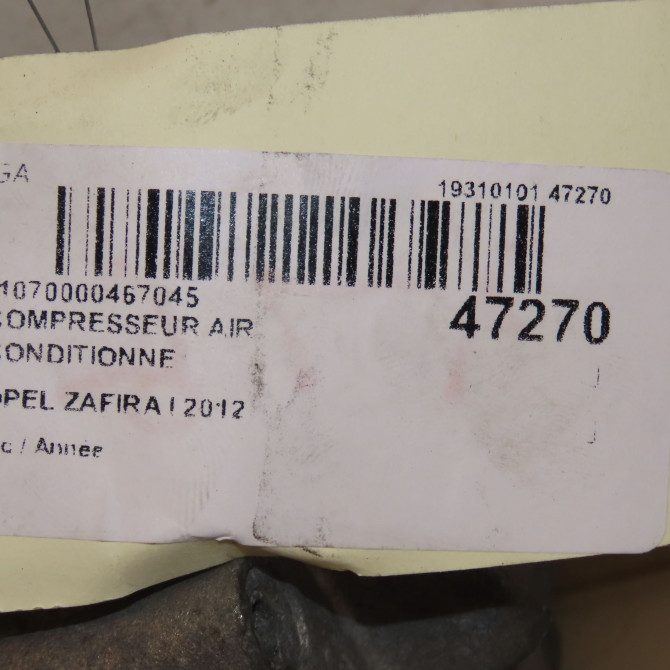 GA
19310101 47270
1070000467045
47270
COMPRESSEUR AIR
CONDITIONNE
OPEL ZAFIRA / 2012
/ Année